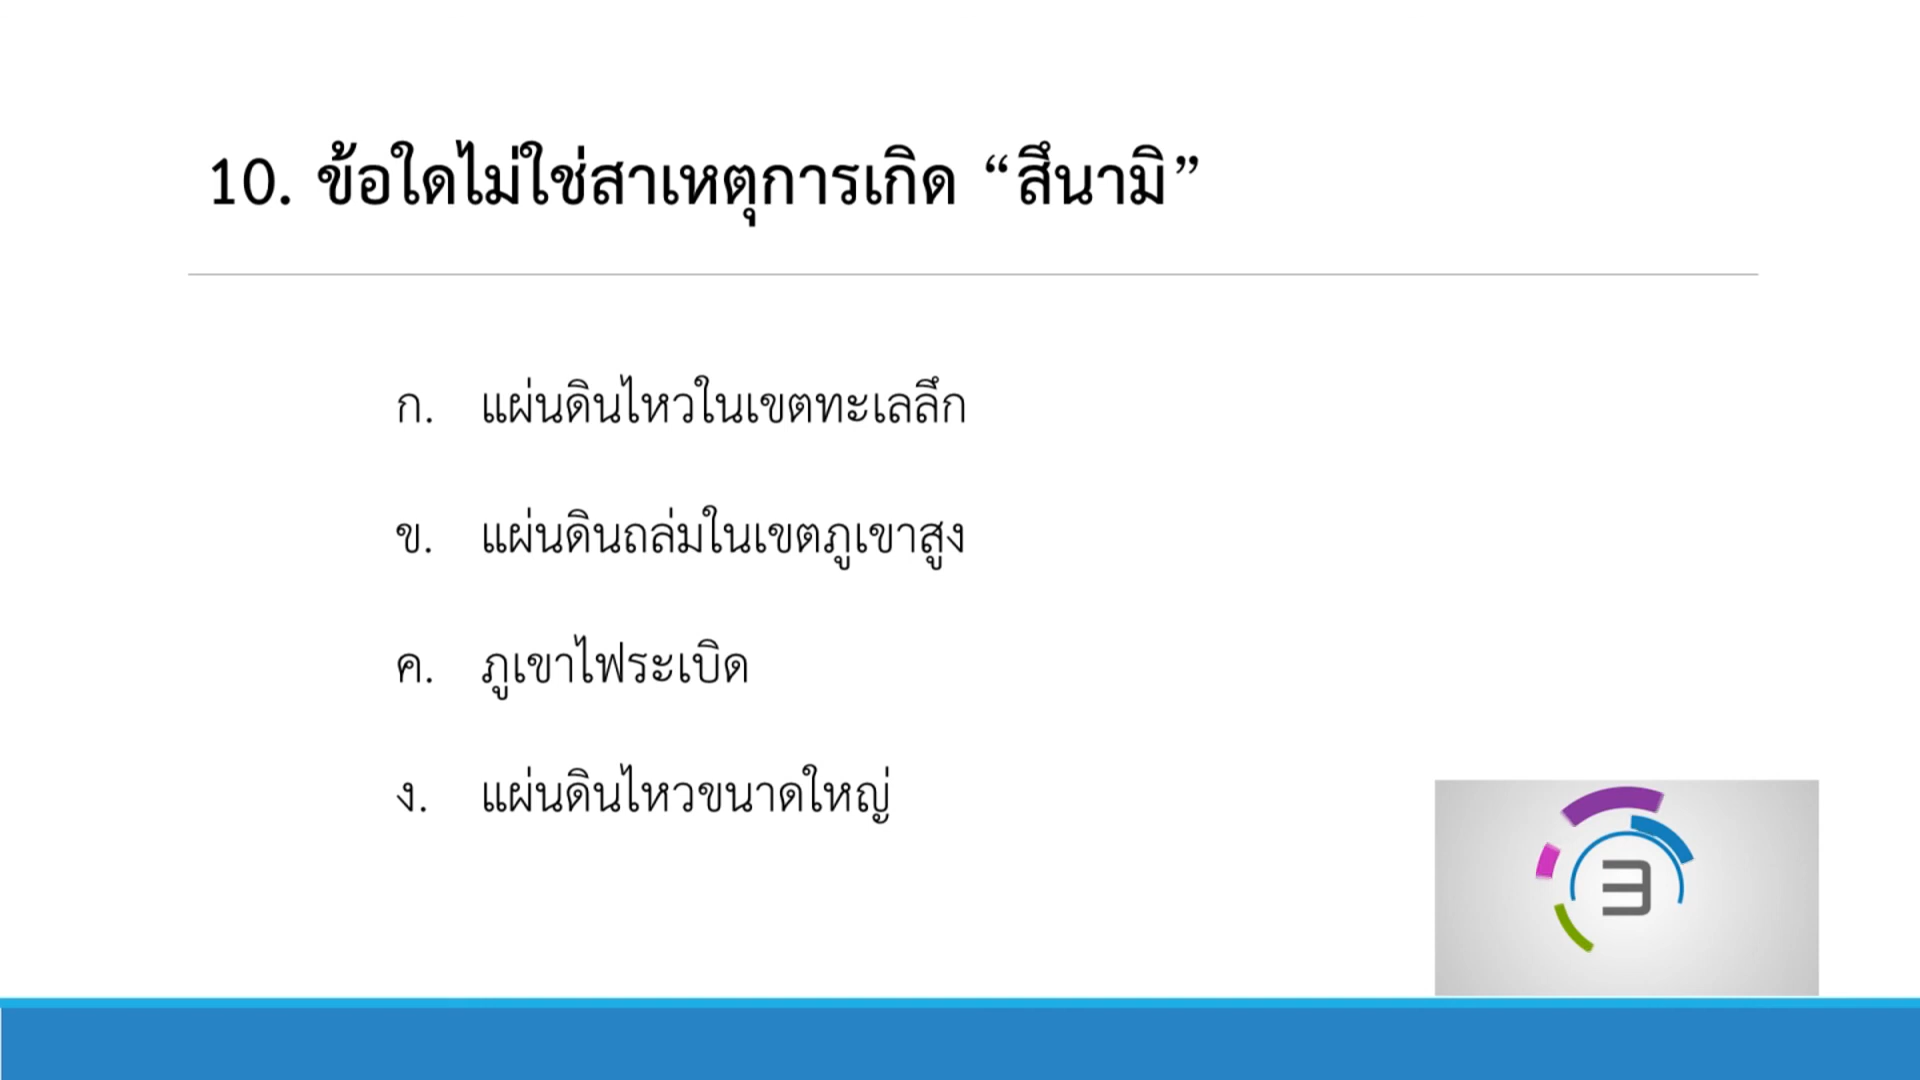 10. ข้อใดไม่ใช่สาเหตุการเกิด “สึนามิ”
ก. แผ่นดินไหวในเขตทะเลลึก
ข. แผ่นดินถล่มในเขตภูเขาสูง
ค. ภูเขาไฟระเบิด
ง. แผ่นดินไหวขนาดใหญ่
3